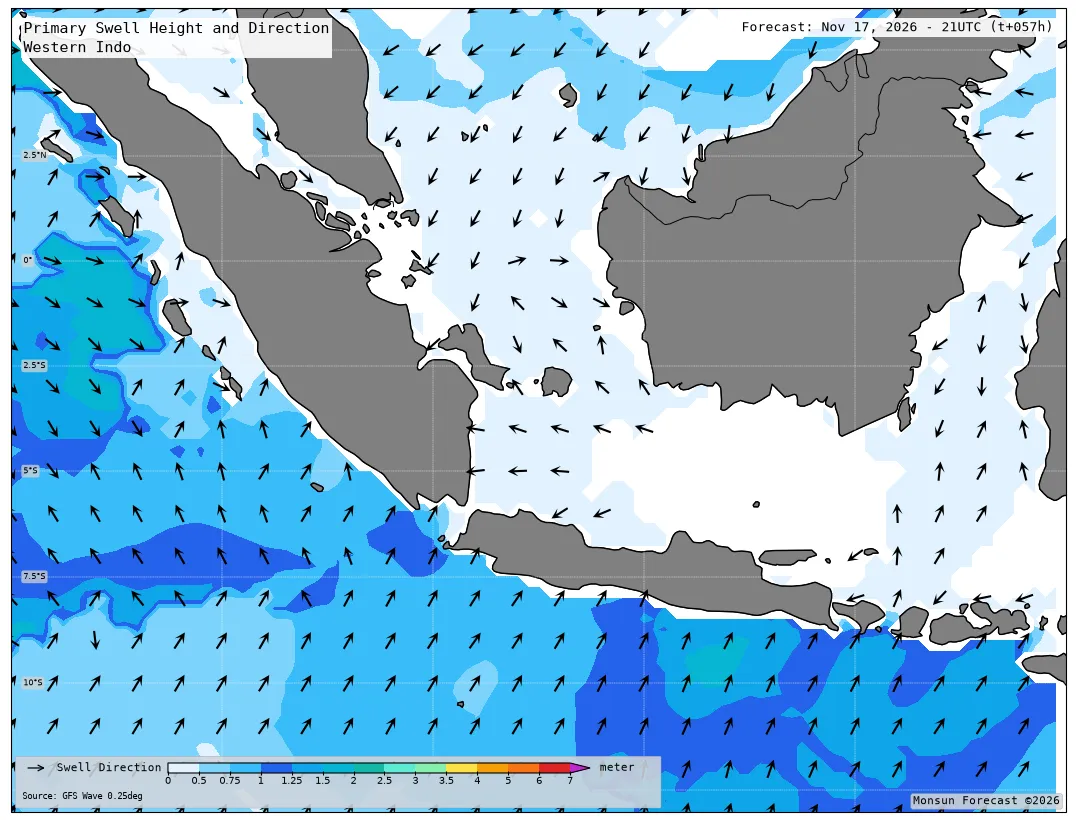 Primary Swell Height and Direction
Western Indo
Forecast: Nov 17, 2026 - 21UTC (t+057h)
2.5°N
0°
2.5°S
5°S
7.5°S
10°S
Swell Direction
0 0.5 0.75 1 1.25 1.5 2 2.5 3 3.5 4 5 6 7
meter
Source: GFS Wave 0.25deg
Monsun Forecast ©2026